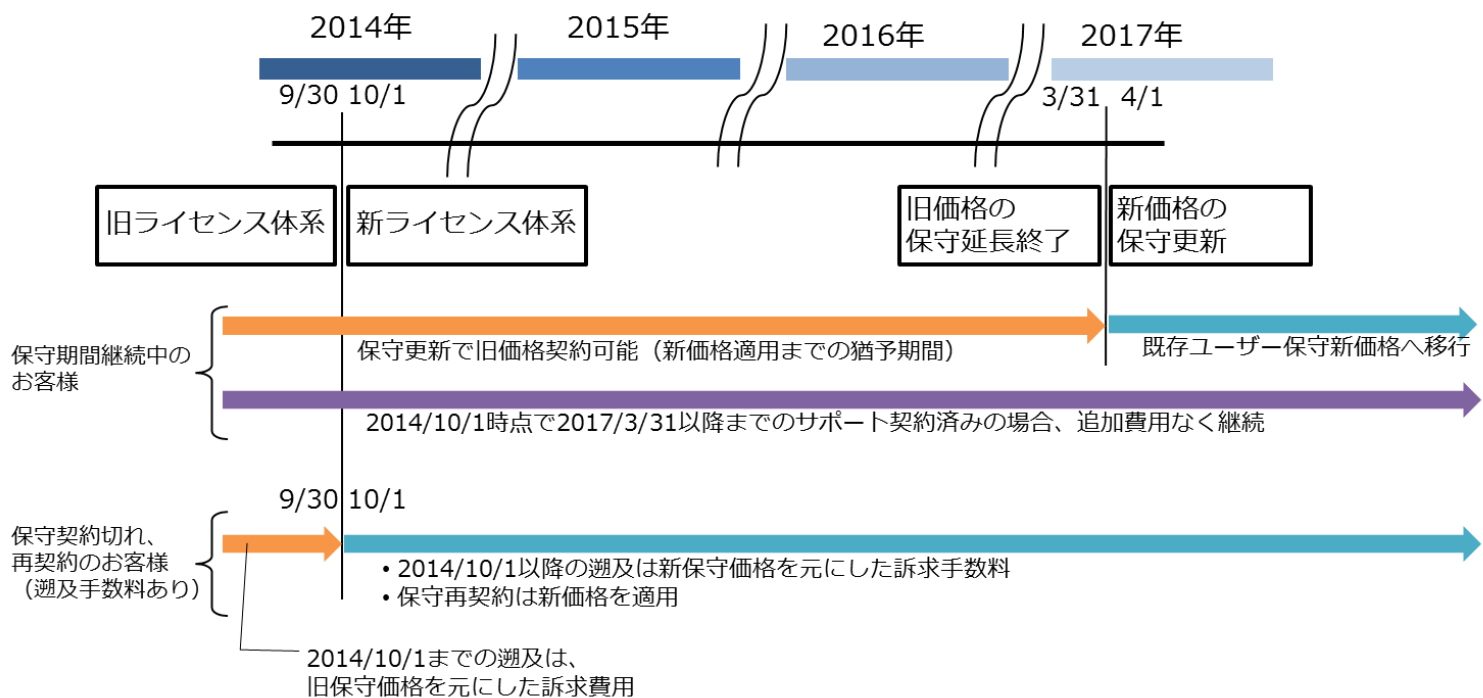 2014年
2015年
2016年
2017年
9/30 10/1
3/31 4/1
旧ライセンス体系
新ライセンス体系
旧価格の
保守延長終了
新価格の
保守更新
保守期間継続中の
お客様
保守更新で旧価格契約可能（新価格適用までの猶予期間）
既存ユーザー保守新価格へ移行
2014/10/1時点で2017/3/31以降までのサポート契約済みの場合、追加費用なく継続
9/30 10/1
保守契約切れ、
再契約のお客様
（遡及手数料あり）
・2014/10/1以降の遡及は新保守価格を元にした訴求手数料
・保守再契約は新価格を適用
2014/10/1までの遡及は、
旧保守価格を元にした訴求費用